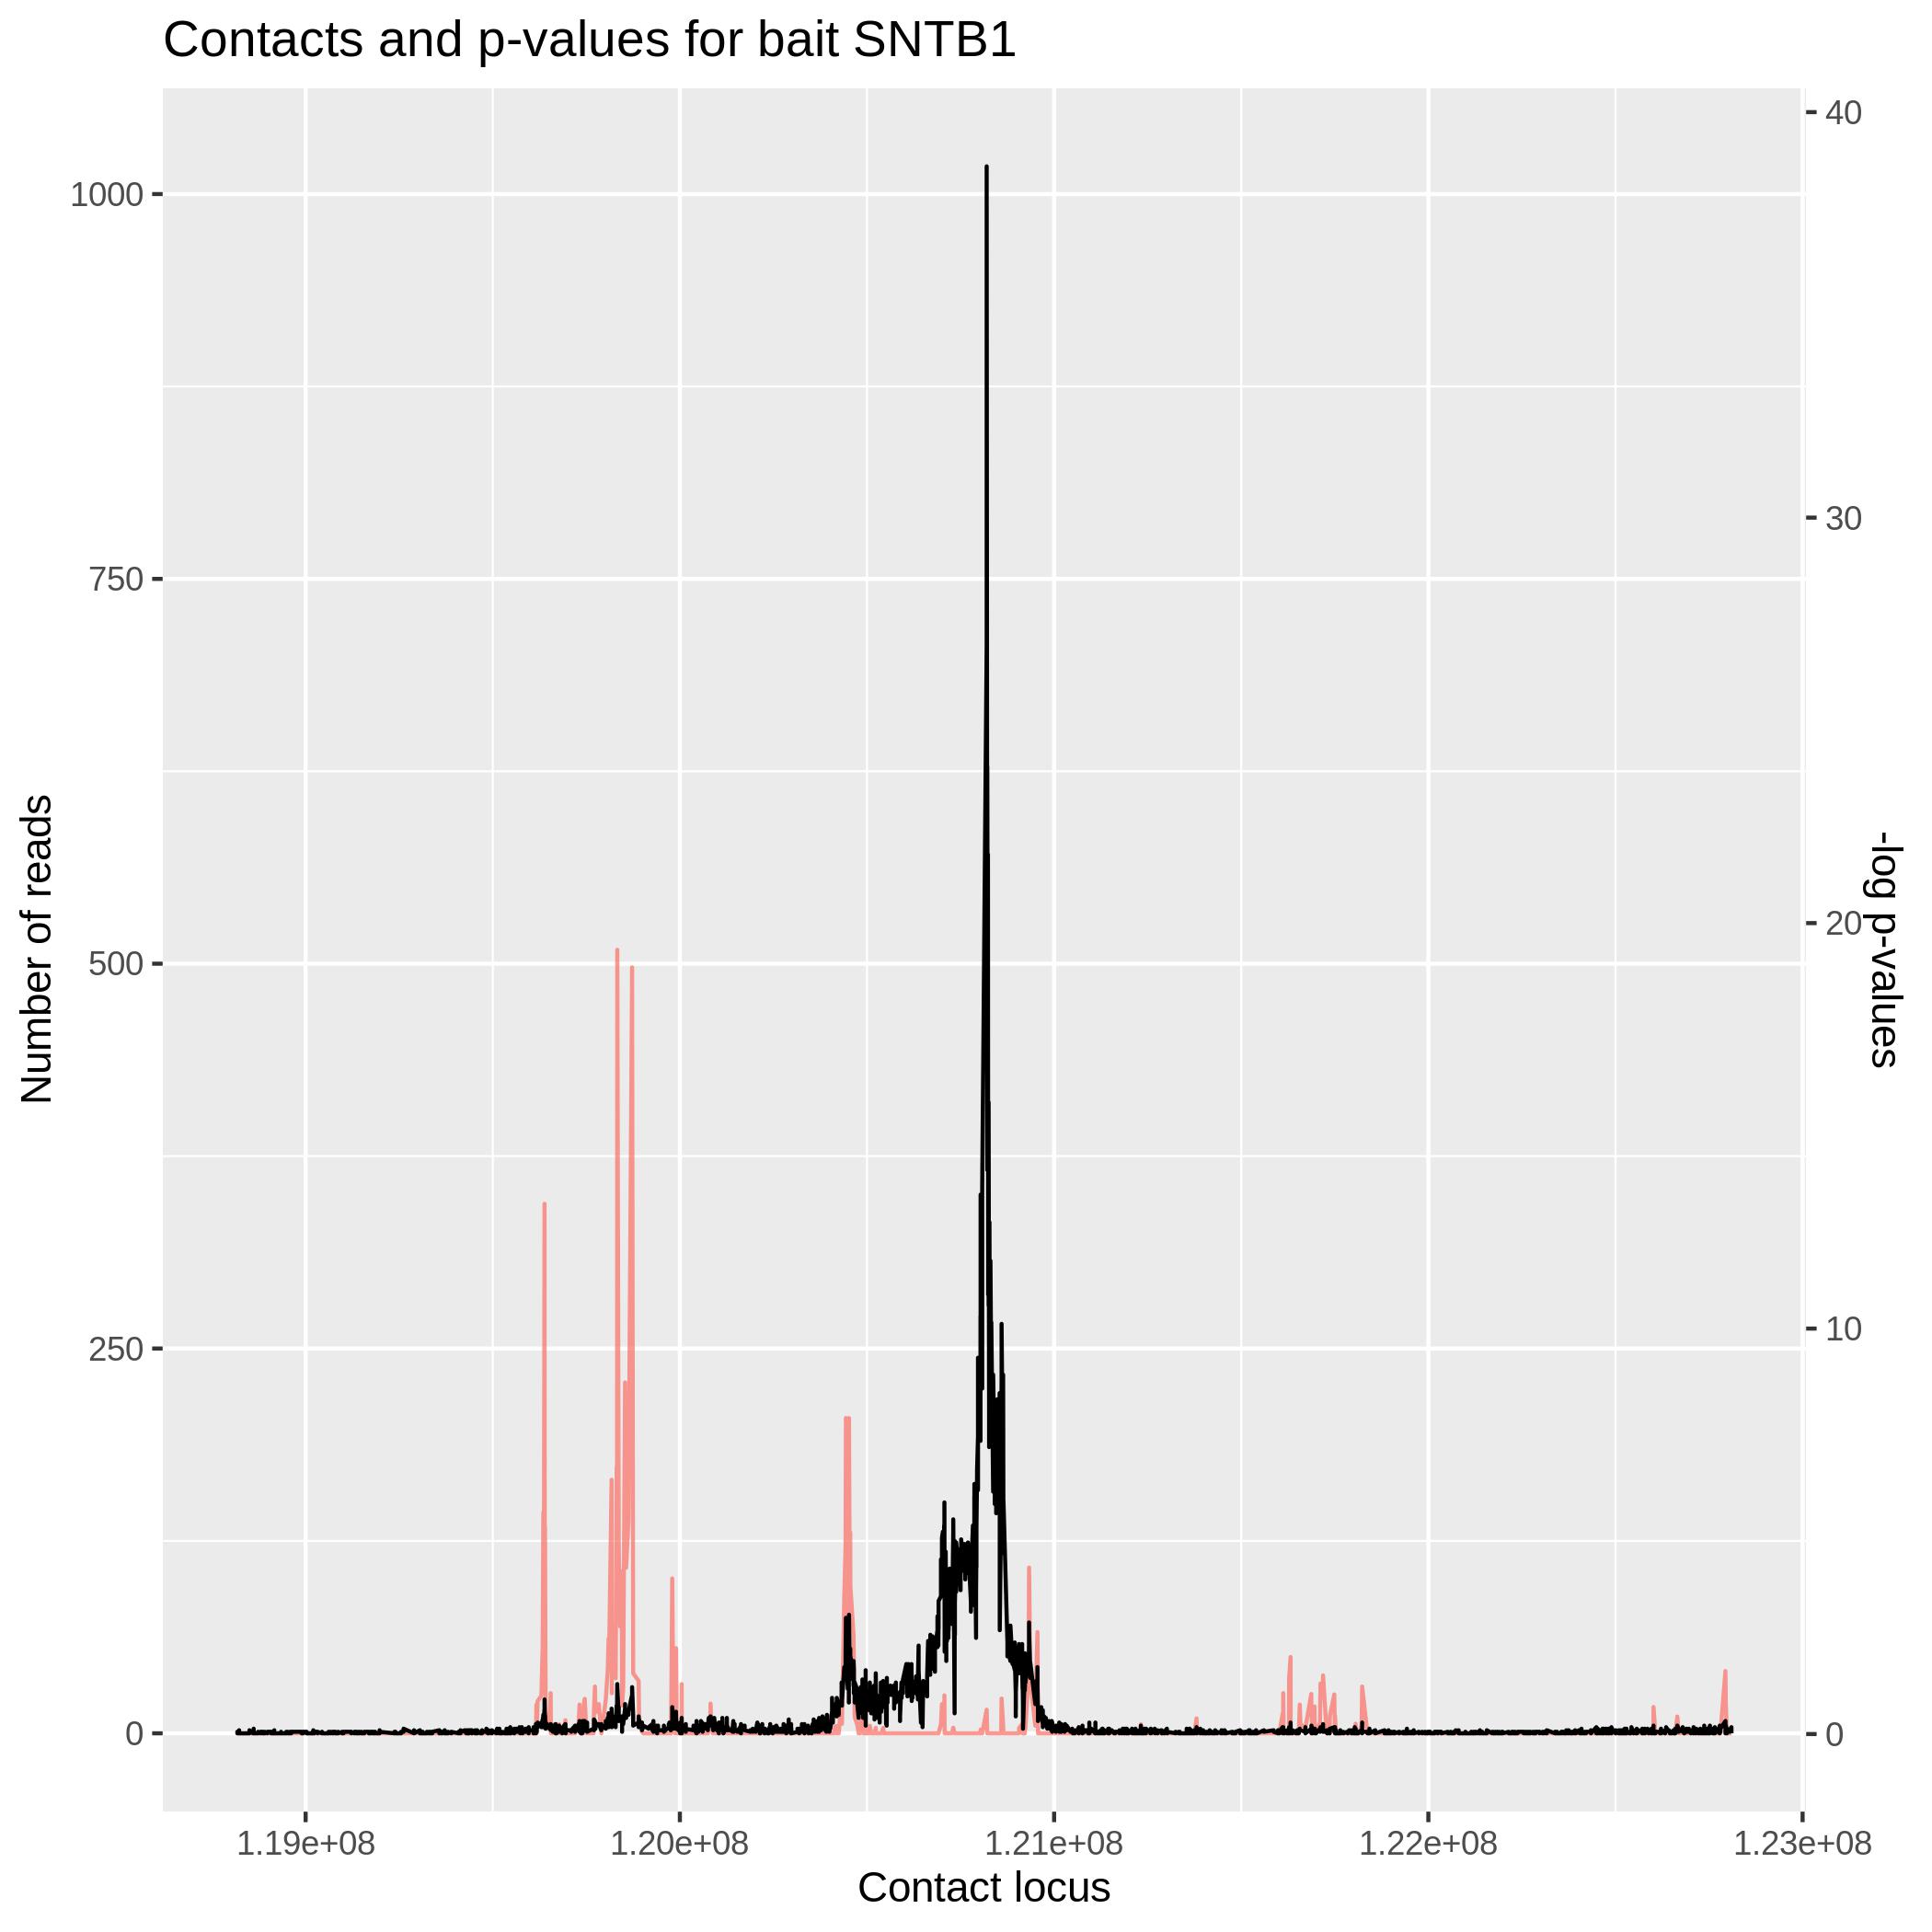 Contacts and p-values for bait SNTB1
Number of reads
1000
750
500
250
0
40
30
20
10
0
-log p-values
1.19e+08
1.20e+08
1.21e+08
1.22e+08
1.23e+08
Contact locus